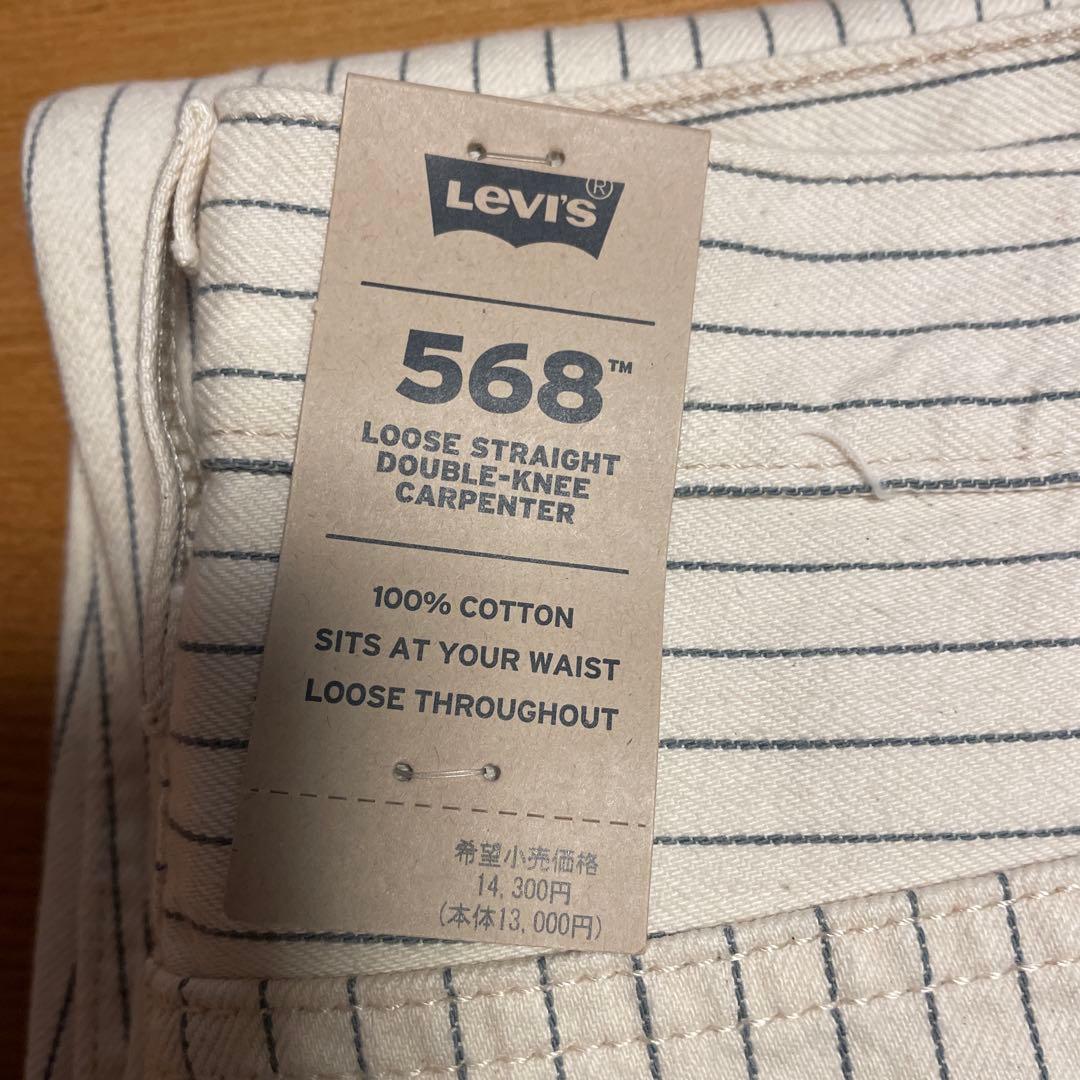 LEVI'S®
568™
LOOSE STRAIGHT
DOUBLE-KNEE
CARPENTER
100% COTTON
SITS AT YOUR WAIST
LOOSE THROUGHOUT
希望小売価格
14,300円
(本体13,000円)